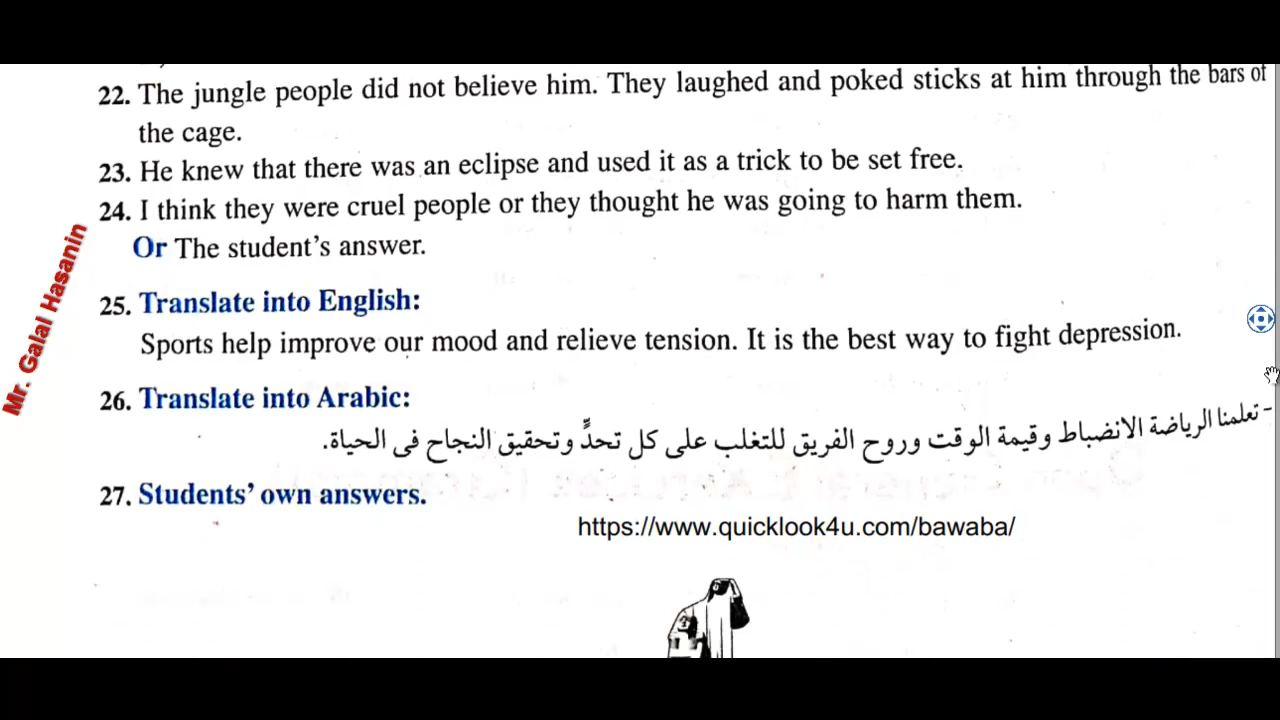 22. The jungle people did not believe him. They laughed and poked sticks at him through the bars of
the cage.
23. He knew that there was an eclipse and used it as a trick to be set free.
24. I think they were cruel people or they thought he was going to harm them.
Or The student's answer.
25. Translate into English:
Sports help improve our mood and relieve tension. It is the best way to fight depression.
26. Translate into Arabic:
- تعلمنا الرياضة الانضباط وقيمة الوقت وروح الفريق للتغلب على كل تحدٍّ وتحقيق النجاح فى الحياة.
27. Students' own answers.
https://www.quicklook4u.com/bawaba/
Mr. Galal Hasanin